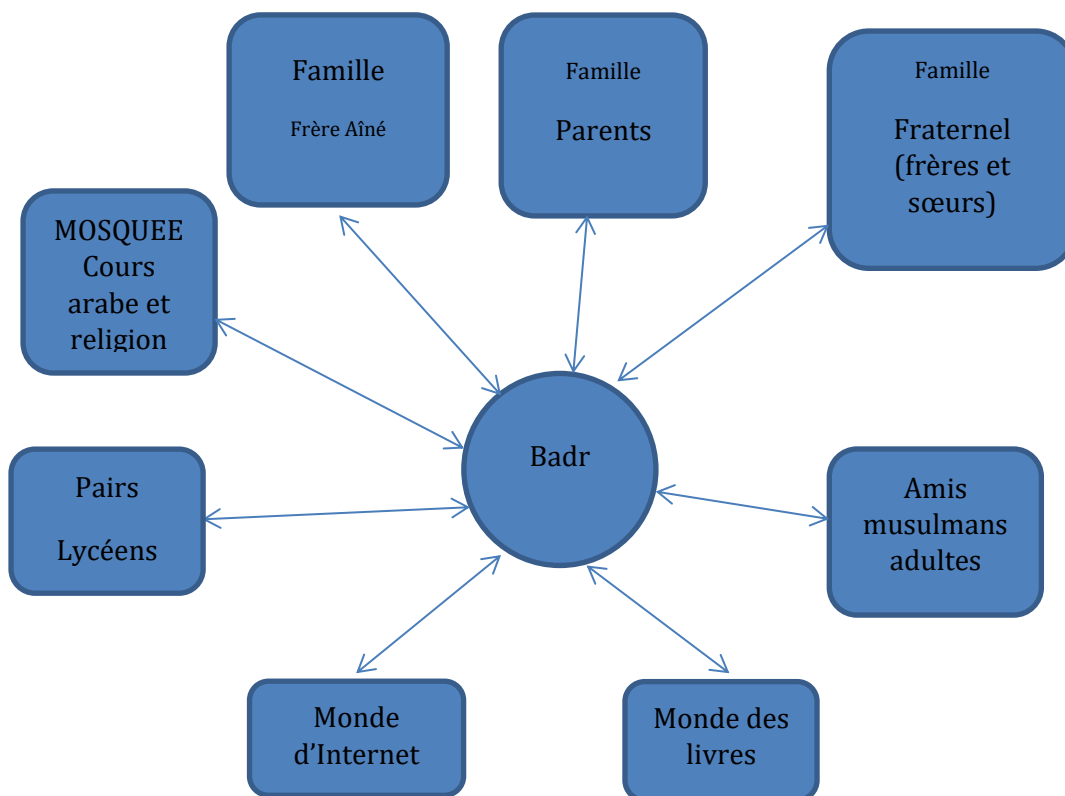 Famille
Frère Aîné
Famille
Parents
Famille
Fraternel
(frères et
sœurs)
MOSQUEE
Cours
arabe et
religion
Badr
Pairs
Lycéens
Amis
musulmans
adultes
Monde
d’Internet
Monde des
livres